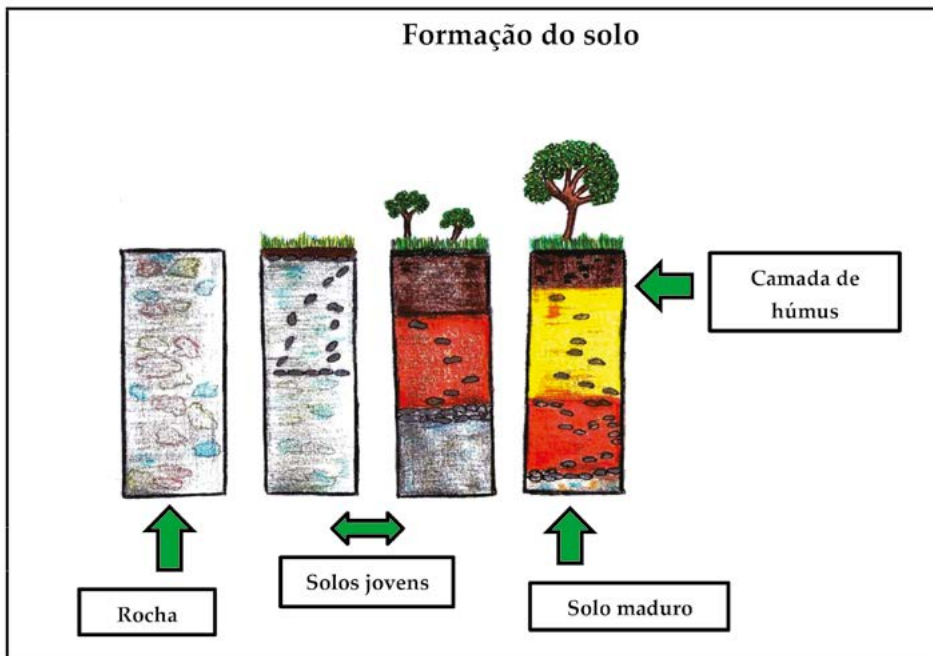 Formação do solo
Camada de
húmus
Solos jovens
Rocha
Solo maduro